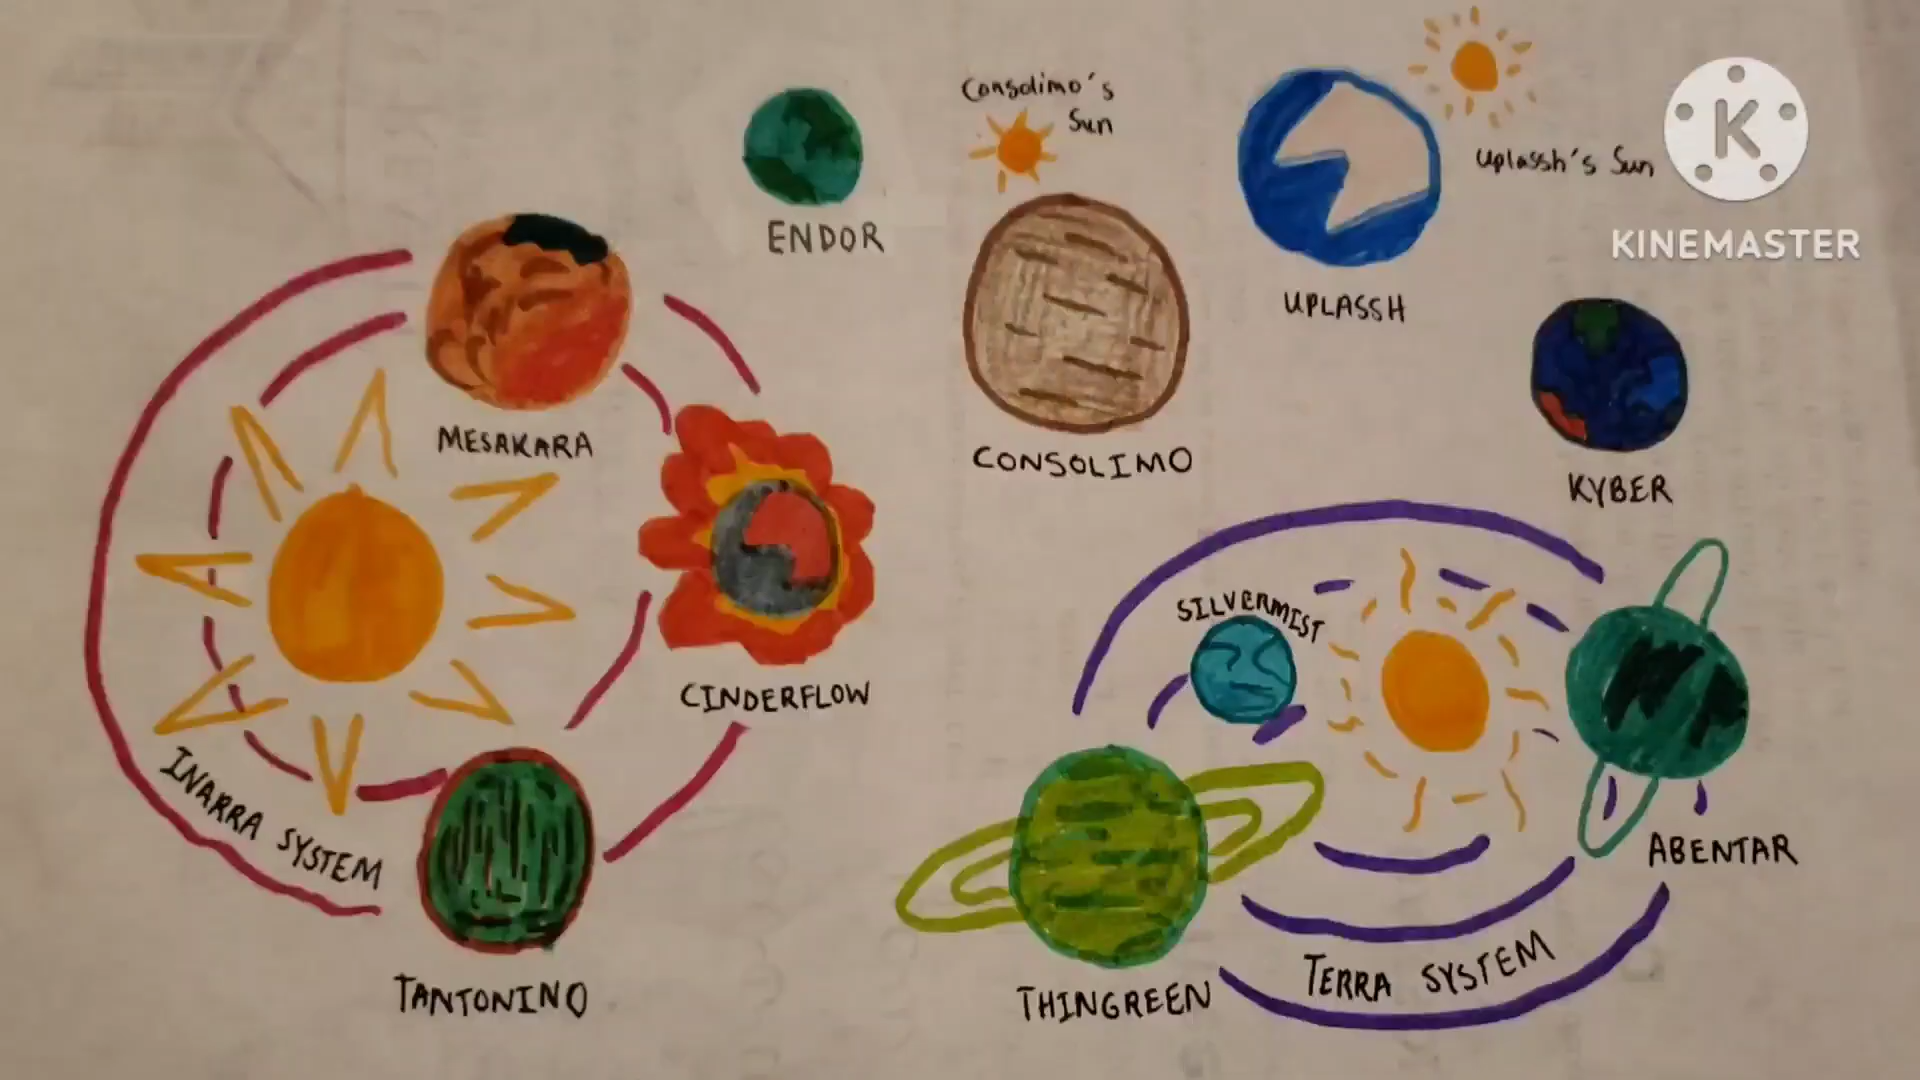 Consolimo's
Sun
Uplassh's Sun
K
KINEMASTER
ENDOR
UPLASSH
MESAKARA
CONSOLIMO
KYBER
SILVERMIST
CINDERFLOW
INARRA SYSTEM
ABENTAR
TANTONINO
THINGREEN
TERRA SYSTEM